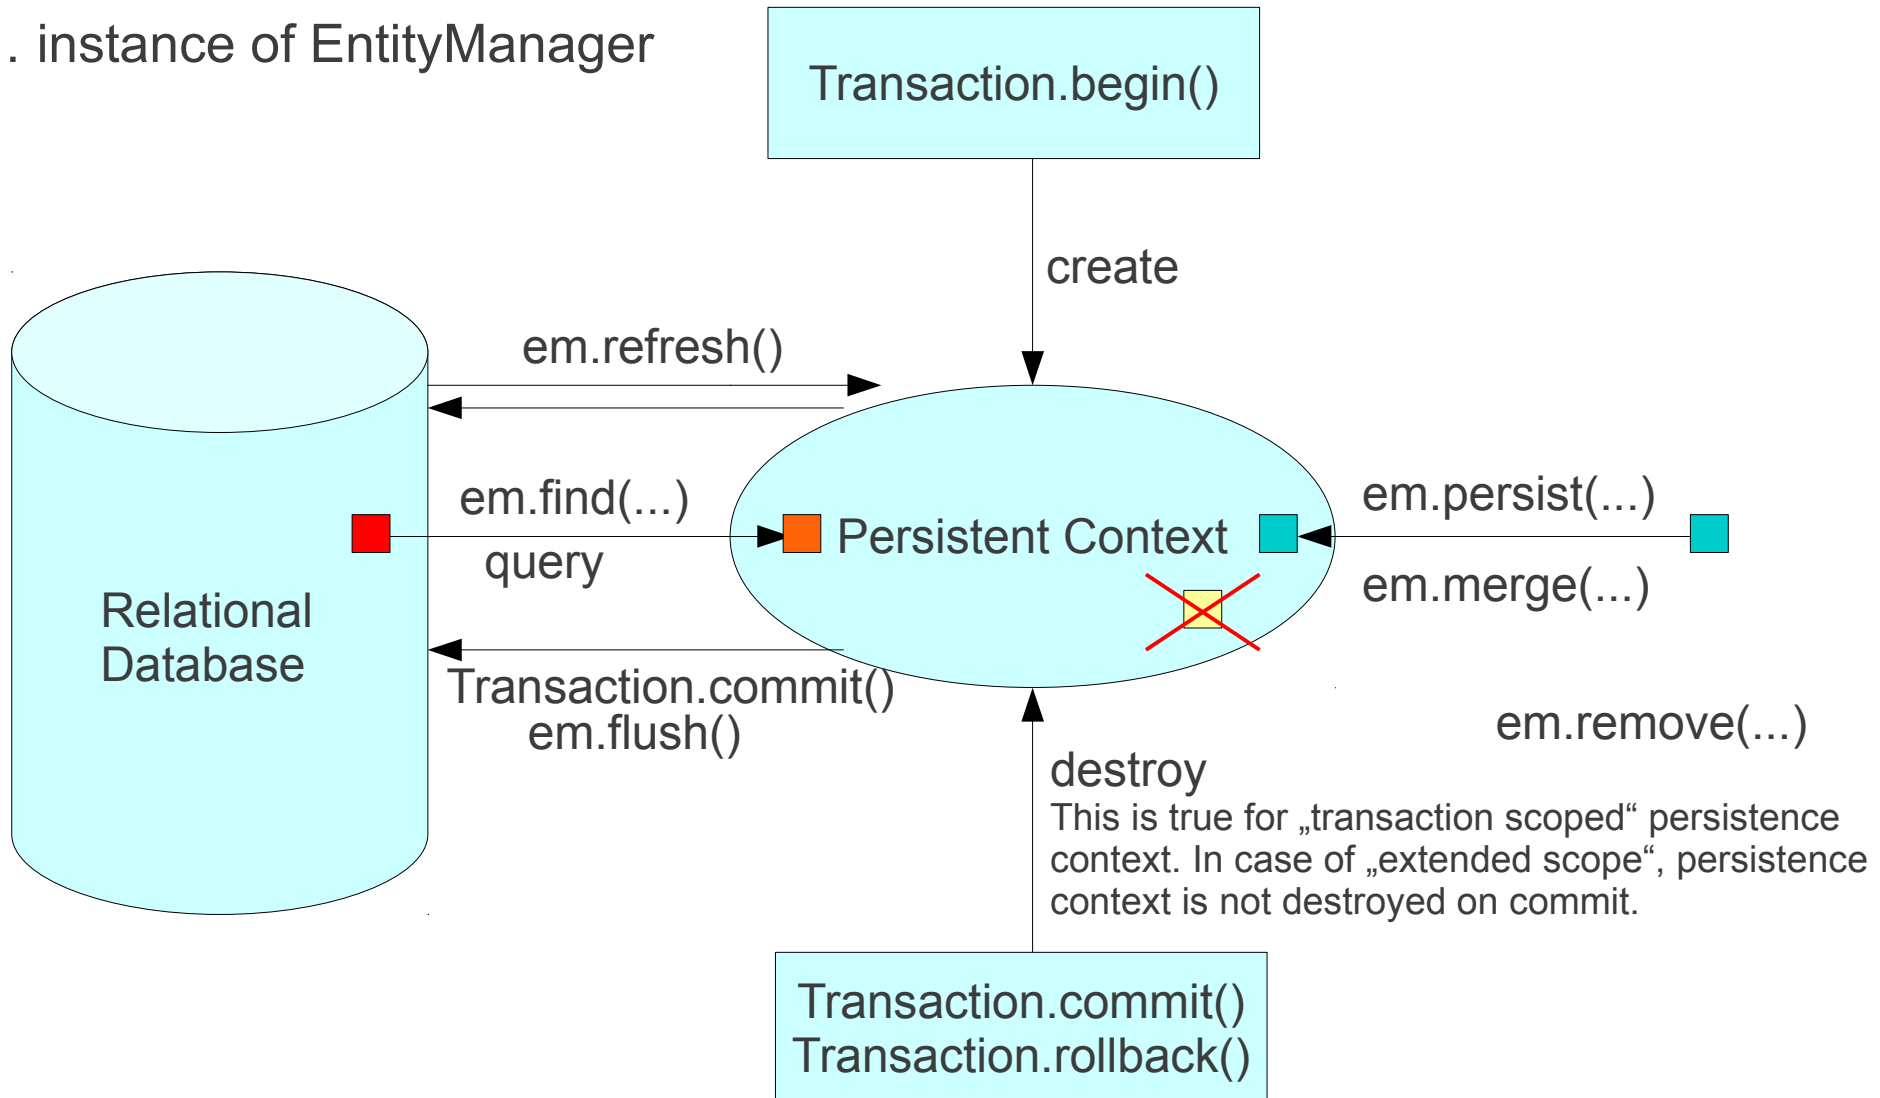 . instance of EntityManager
Transaction.begin()
create
em.refresh()
em.find(...)
query
Persistent Context
em.persist(...)
em.merge(...)
Relational
Database
Transaction.commit()
em.flush()
em.remove(...)
destroy
This is true for „transaction scoped“ persistence
context. In case of „extended scope“, persistence
context is not destroyed on commit.
Transaction.commit()
Transaction.rollback()